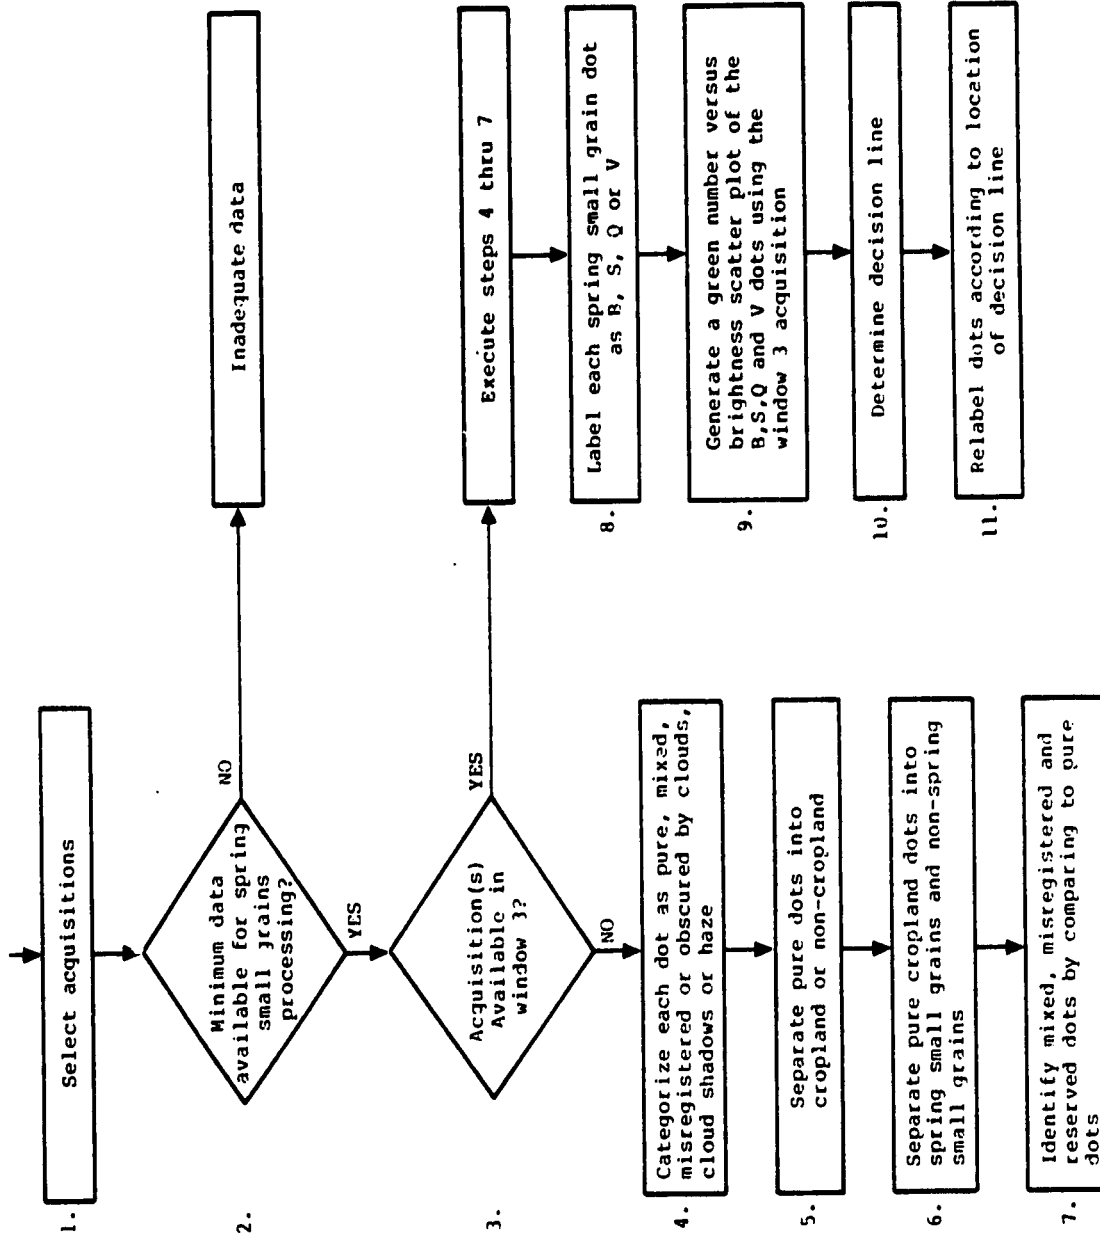 1.
Select acquisitions
2.
Minimum data
available for spring
small grains
processing?
NO
Inadequate data
YES
3.
Acquisition(s)
Available in
window 3?
YES
NO
4.
Categorize each dot as pure, mixed,
misregistered or obscured by clouds,
cloud shadows or haze
5.
Separate pure dots into
cropland or non-cropland
6.
Separate pure cropland dots into
spring small grains and non-spring
small grains
7.
Identify mixed, misregistered and
reserved dots by comparing to pure
dots
Execute steps 4 thru 7
8.
Label each spring small grain dot
as B, S, Q or V
9.
Generate a green number versus
brightness scatter plot of the
B,S,Q and V dots using the
window 3 acquisition
10.
Determine decision line
11.
Relabel dots according to location
of decision line